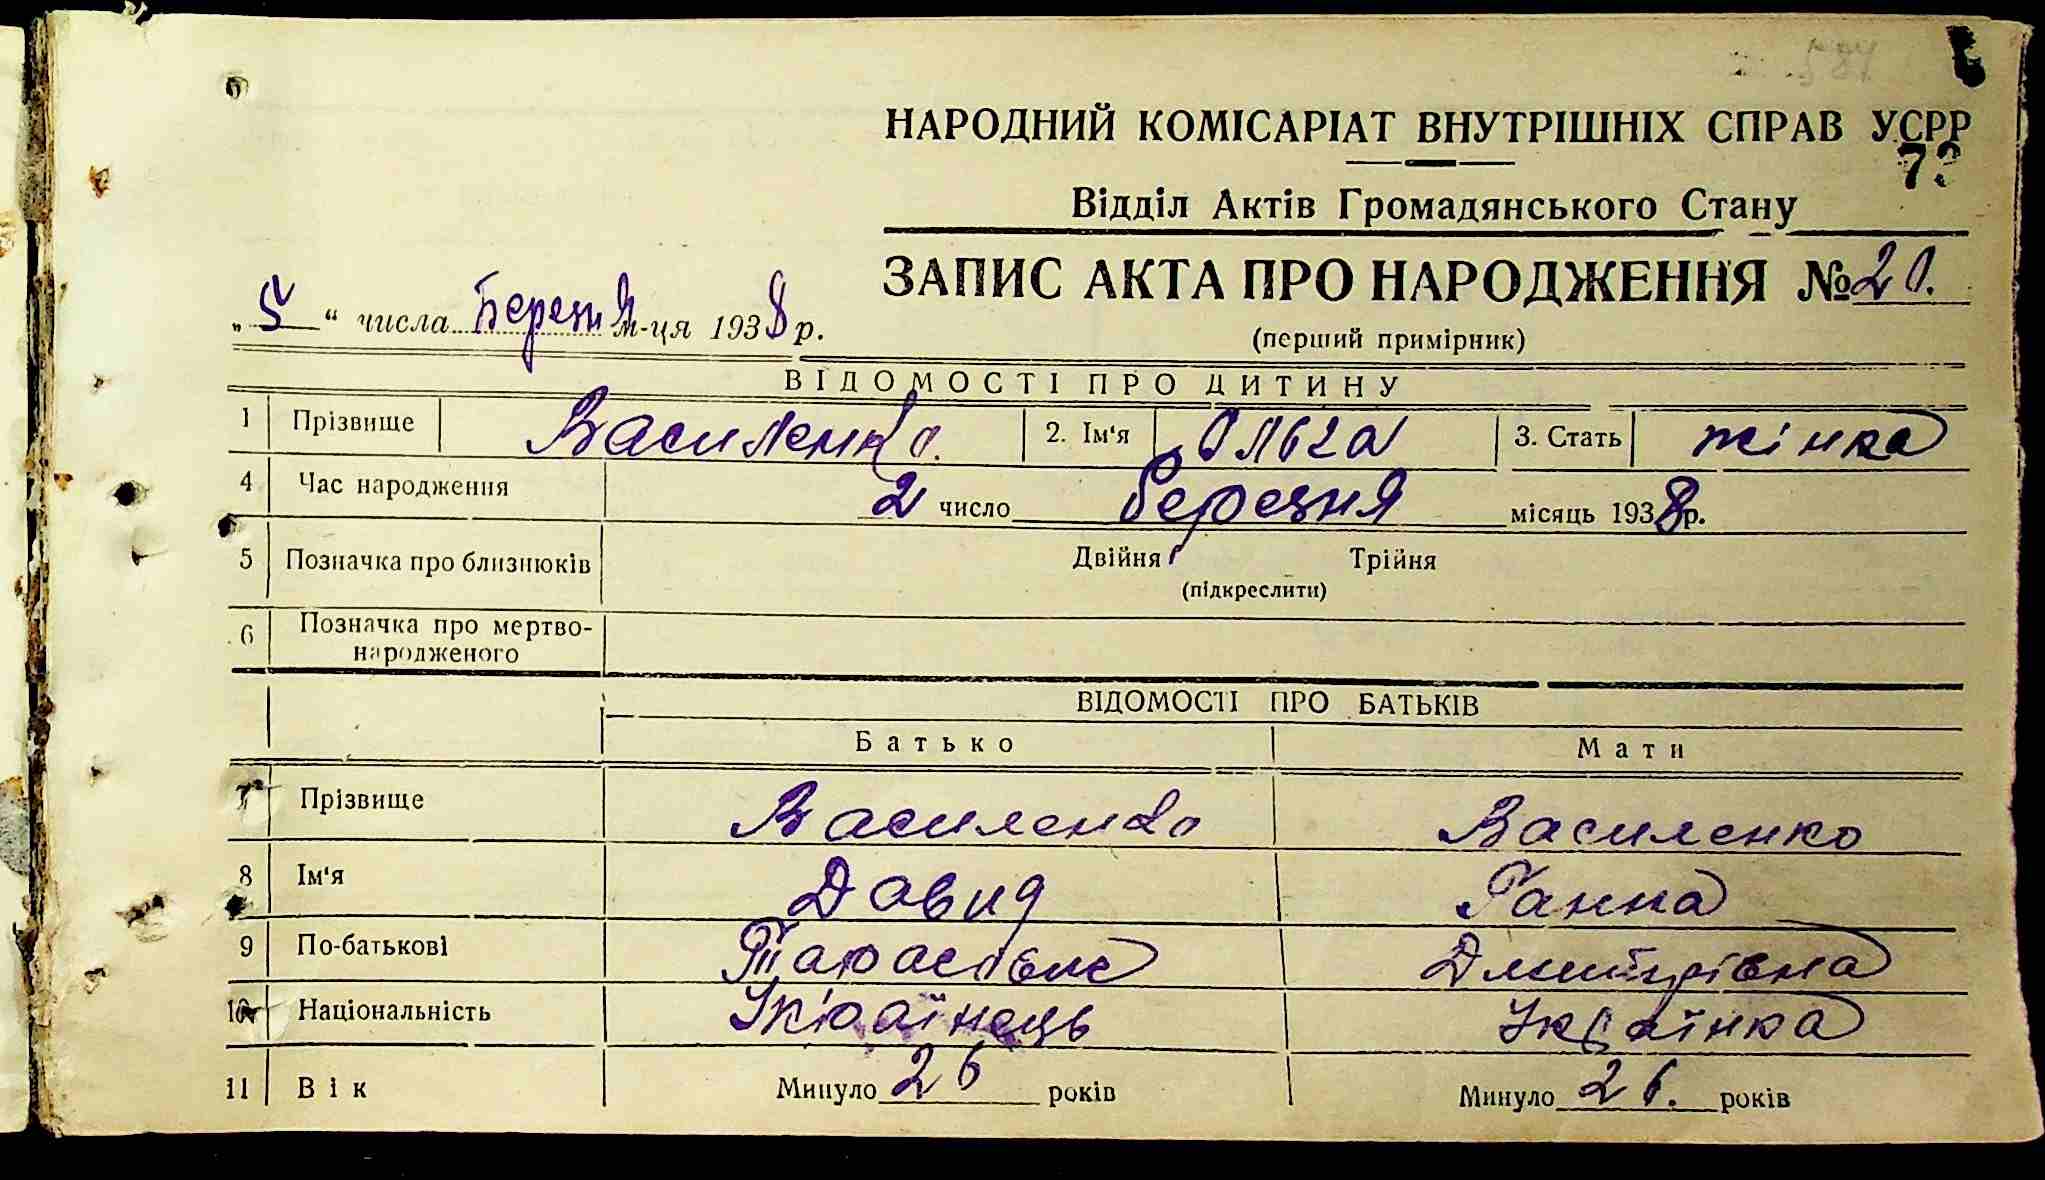 НАРОДНИЙ КОМІСАРІАТ ВНУТРІШНІХ СПРАВ УСРР
Відділ Актів Громадянського Стану
ЗАПИС АКТА ПРО НАРОДЖЕННЯ № 20.
„ 5 “ числа Березня м-ця 1938 р.
(перший примірник)
ВІДОМОСТІ ПРО ДИТИНУ
1 Прізвище Василенко. 2. Ім'я Ольга 3. Стать жінка
4 Час народження 2 число березня місяць 1938 р.
5 Позначка про близнюків Двійня Трійня
(підкреслити)
6 Позначка про мертво-
народженого
ВІДОМОСТІ ПРО БАТЬКІВ
Батько Мати
7 Прізвище Василенко Василенко
8 Ім'я Давид Ганна
9 По-батькові Тарасович Дмитрівна
10 Національність Українець Українка
11 Вік Минуло 26 років Минуло 26. років